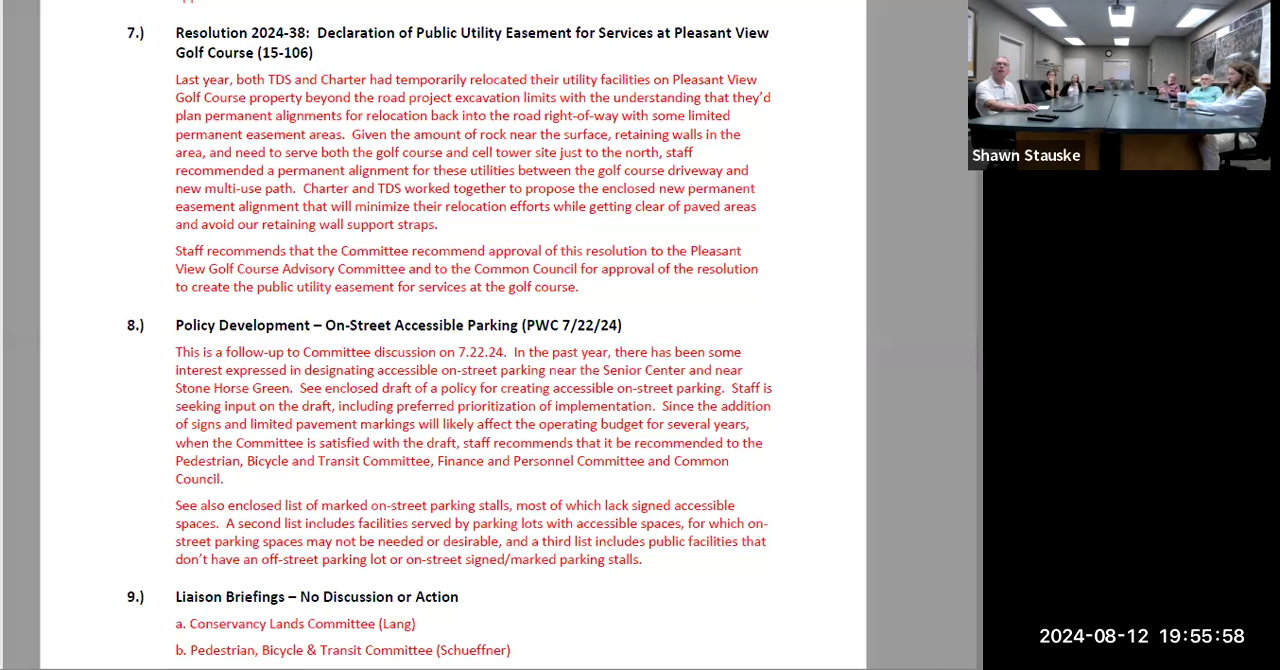 7.) Resolution 2024-38: Declaration of Public Utility Easement for Services at Pleasant View
Golf Course (15-106)
Last year, both TDS and Charter had temporarily relocated their utility facilities on Pleasant View
Golf Course property beyond the road project excavation limits with the understanding that they'd
plan permanent alignments for relocation back into the road right-of-way with some limited
permanent easement areas. Given the amount of rock near the surface, retaining walls in the
area, and need to serve both the golf course and cell tower site just to the north, staff
recommended a permanent alignment for these utilities between the golf course driveway and
new multi-use path. Charter and TDS worked together to propose the enclosed new permanent
easement alignment that will minimize their relocation efforts while getting clear of paved areas
and avoid our retaining wall support straps.
Staff recommends that the Committee recommend approval of this resolution to the Pleasant
View Golf Course Advisory Committee and to the Common Council for approval of the resolution
to create the public utility easement for services at the golf course.
8.) Policy Development – On-Street Accessible Parking (PWC 7/22/24)
This is a follow-up to Committee discussion on 7.22.24. In the past year, there has been some
interest expressed in designating accessible on-street parking near the Senior Center and near
Stone Horse Green. See enclosed draft of a policy for creating accessible on-street parking. Staff is
seeking input on the draft, including preferred prioritization of implementation. Since the addition
of signs and limited pavement markings will likely affect the operating budget for several years,
when the Committee is satisfied with the draft, staff recommends that it be recommended to the
Pedestrian, Bicycle and Transit Committee, Finance and Personnel Committee and Common
Council.
See also enclosed list of marked on-street parking stalls, most of which lack signed accessible
spaces. A second list includes facilities served by parking lots with accessible spaces, for which on-
street parking spaces may not be needed or desirable, and a third list includes public facilities that
don't have an off-street parking lot or on-street signed/marked parking stalls.
9.) Liaison Briefings – No Discussion or Action
a. Conservancy Lands Committee (Lang)
b. Pedestrian, Bicycle & Transit Committee (Schueffner)
Shawn Stauske
2024-08-12 19:55:58